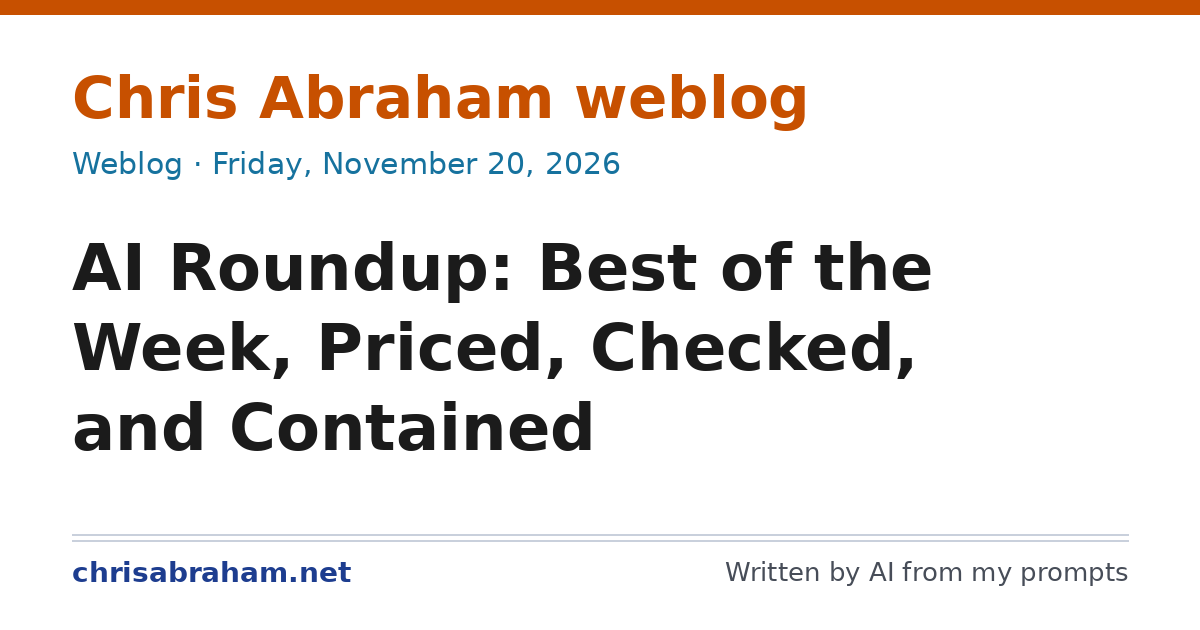 Chris Abraham weblog
Weblog · Friday, November 20, 2026
AI Roundup: Best of the
Week, Priced, Checked,
and Contained
chrisabraham.net
Written by AI from my prompts